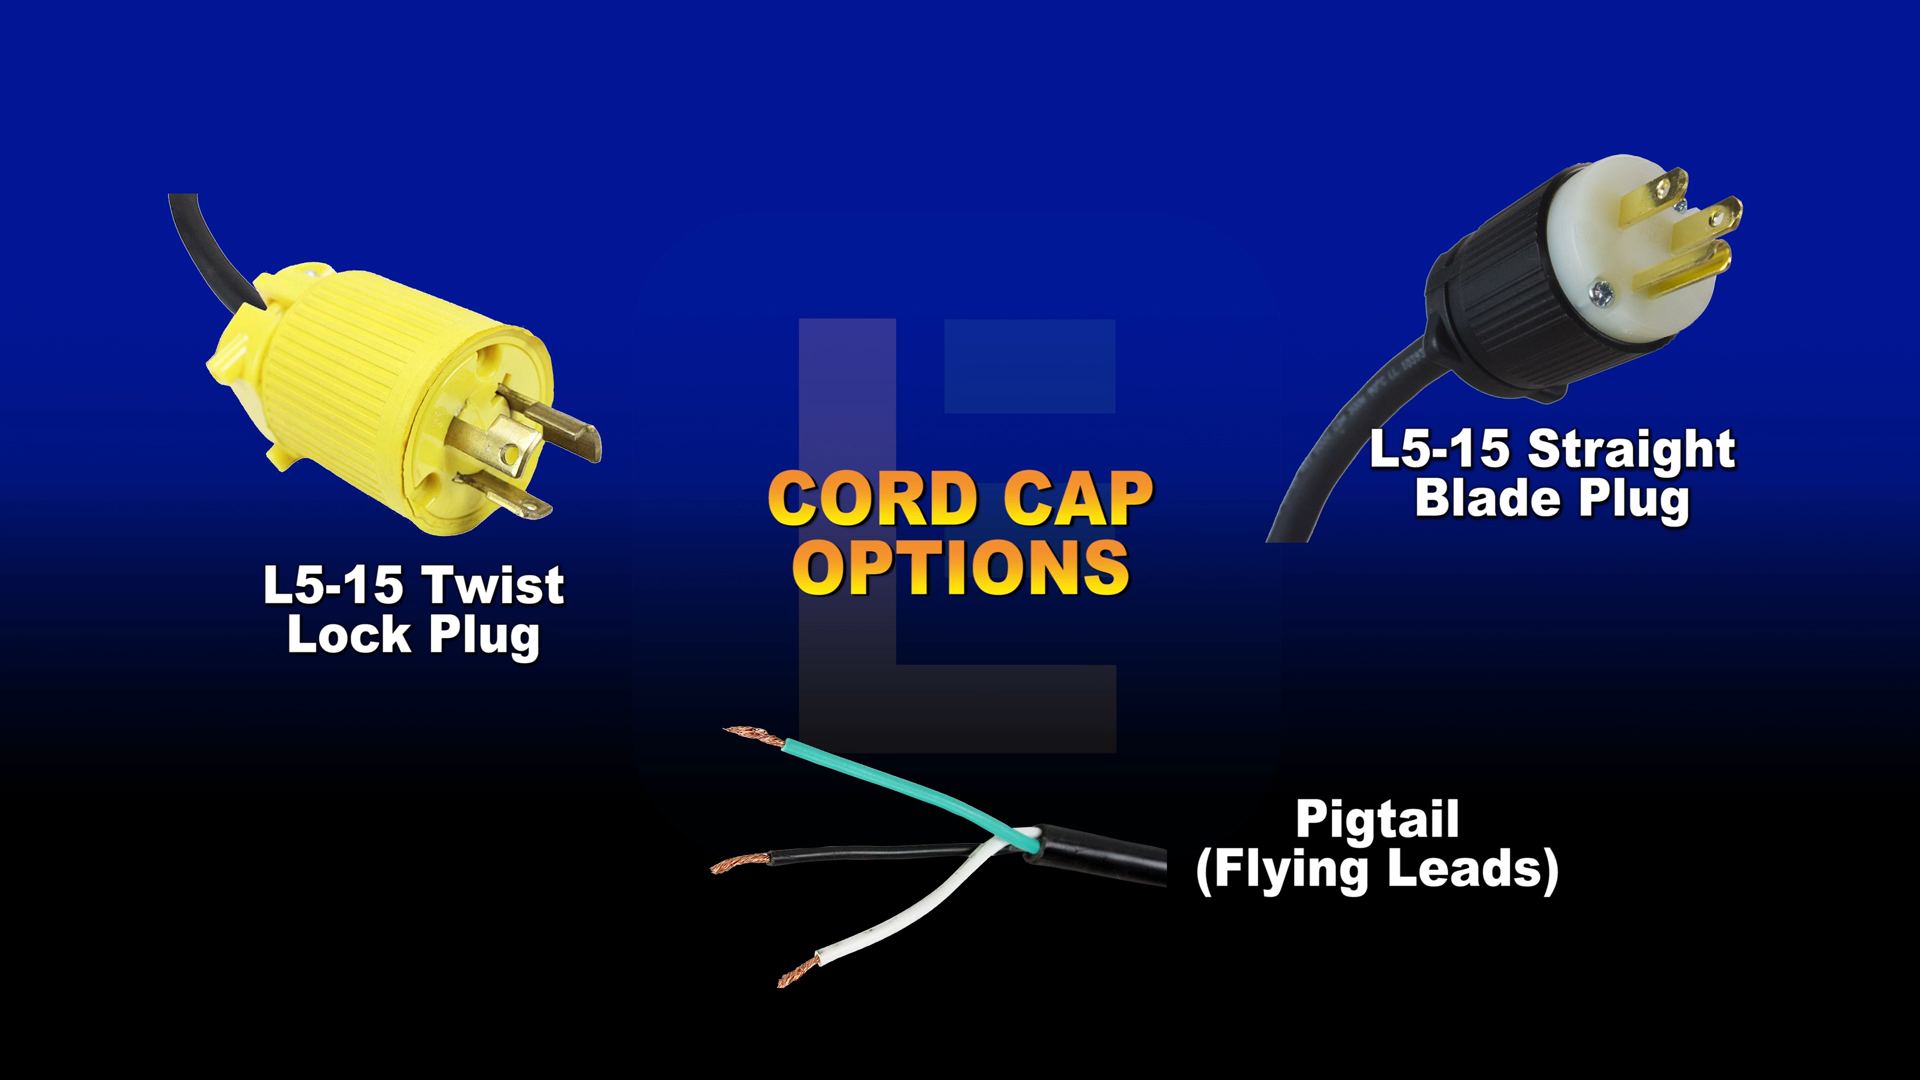 CORD CAP
OPTIONS
L5-15 Twist
Lock Plug
L5-15 Straight
Blade Plug
Pigtail
(Flying Leads)